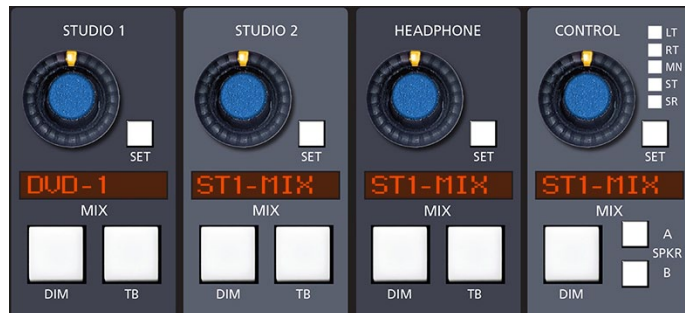 STUDIO 1
SET
DVD-1
MIX
DIM TB
STUDIO 2
SET
ST1-MIX
MIX
DIM TB
HEADPHONE
SET
ST1-MIX
MIX
DIM TB
CONTROL
LT
RT
MN
ST
SR
SET
ST1-MIX
MIX
A
SPKR
B
DIM